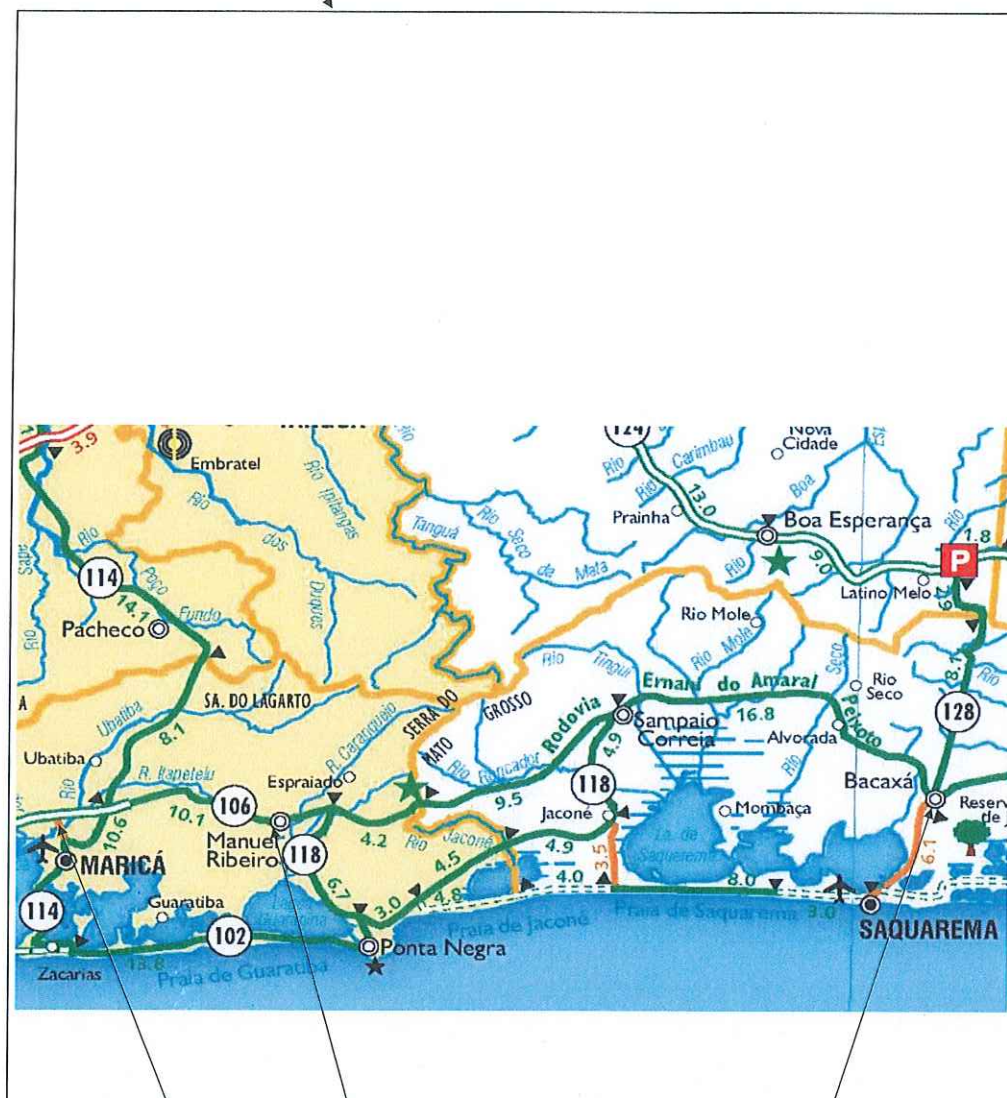 3.9
Embratel
Rio Ipitangas
Rio
124
Rio
Carimbau
Nova
Cidade
Rio
13.0
Prainha
Boa
Boa Esperança
Tanguá
Rio
Seco
de Mata
Rio
dos
Duques
Rio
9.0
P
1.8
Rio
Latino Melo
Rio
Sapê
Rio
114
Poço
14.1
Fundo
Pacheco
Rio Mole
Rio Mole
Seco
Rio
Seco
Rio
Tinguí
A
SA. DO LAGARTO
SERRA DO
MATO
GROSSO
Ernani do Amaral
Peixoto
Rodovia
16.8
Sampaio
Correia
Alvorada
8.1
128
Rio
Ubatiba
8.1
Ubatiba
Rio
R. Itapeteiu
R. Caranguejo
Espraiado
Rio Roncador
4.9
118
9.5
Bacaxá
10.1
106
Manuel
Ribeiro
118
4.2
Rio
Jaconé
Jaconé
Mombaça
10.6
MARICÁ
4.5
4.9
3.5
La. de
Saquarema
6.1
6.7
3.0
4.8
4.0
8.0
3.0
114
Guaratiba
102
Praia de Jaconé
Praia de Saquarema
SAQUAREMA
Ponta Negra
Zacarias
13.8
Praia de Guaratiba